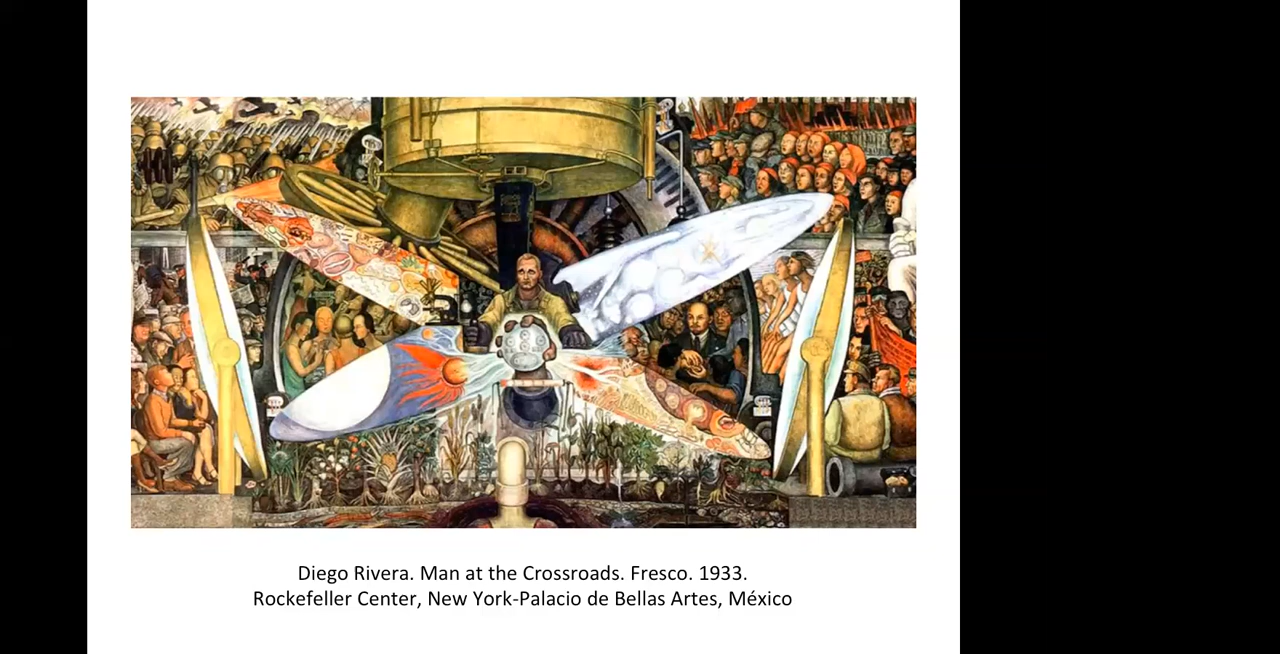 Diego Rivera. Man at the Crossroads. Fresco. 1933.
Rockefeller Center, New York-Palacio de Bellas Artes, México